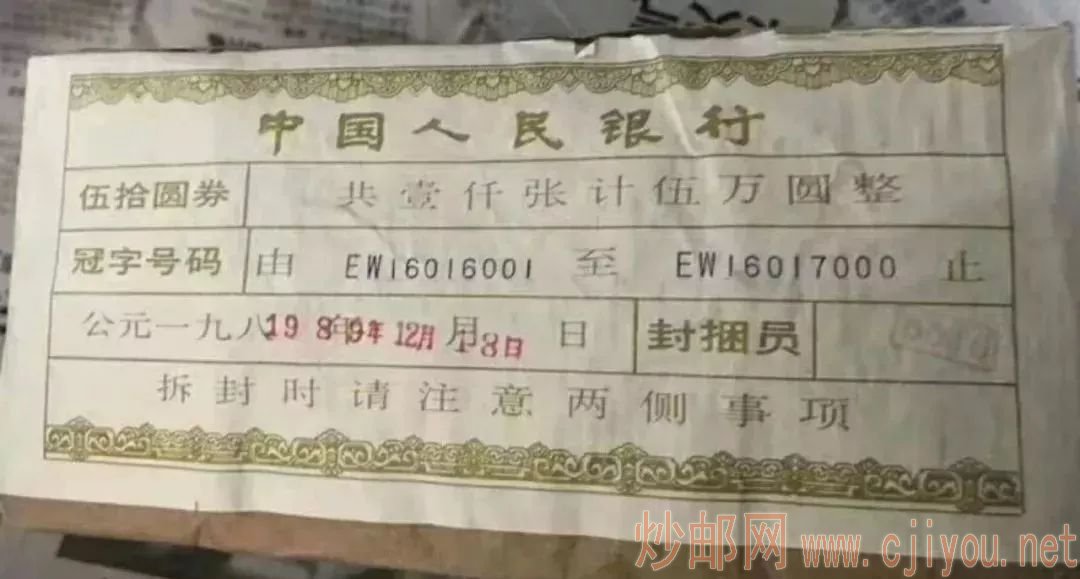 中国人民银行
伍拾圆券 共壹仟张计伍万圆整
冠字号码 由 EW16016001 至 EW16017000 止
公元一九八 1989年12月18日 月 日 封捆员
拆封时请注意两侧事项
炒邮网 www.cjiyou.net